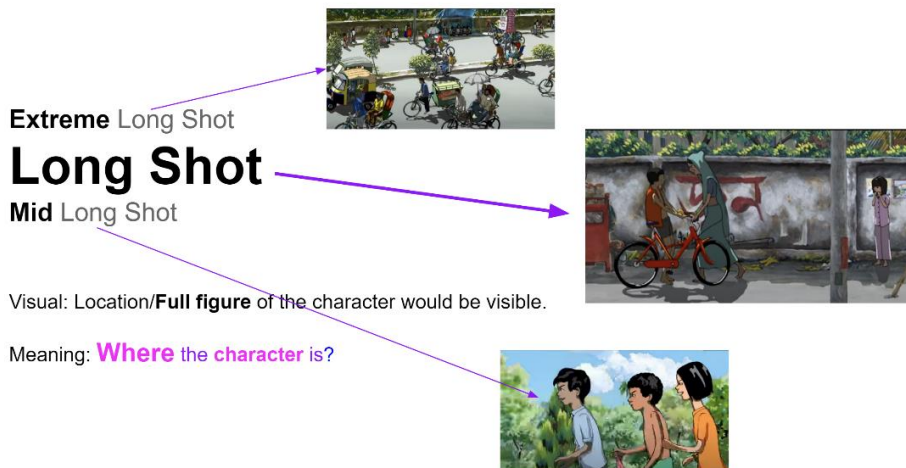 Extreme Long Shot
Long Shot
Mid Long Shot
Visual: Location/Full figure of the character would be visible.
Meaning: Where the character is?